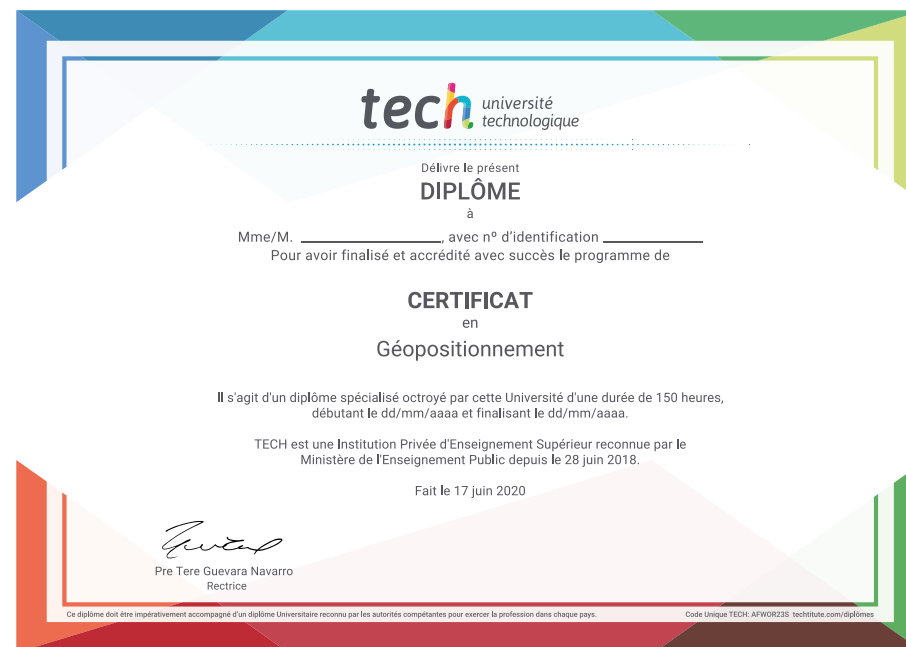 tech université
technologique
Délivre le présent
DIPLÔME
à
Mme/M. ____________________, avec nº d'identification ______________
Pour avoir finalisé et accrédité avec succès le programme de
CERTIFICAT
en
Géopositionnement
Il s'agit d'un diplôme spécialisé octroyé par cette Université d'une durée de 150 heures,
débutant le dd/mm/aaaa et finalisant le dd/mm/aaaa.
TECH est une Institution Privée d'Enseignement Supérieur reconnue par le
Ministère de l'Enseignement Public depuis le 28 juin 2018.
Fait le 17 juin 2020
Pre Tere Guevara Navarro
Rectrice
Ce diplôme doit être impérativement accompagné d'un diplôme Universitaire reconnu par les autorités compétantes pour exercer la profession dans chaque pays.
Code Unique TECH: AFWOR23S techtitute.com/diplômes